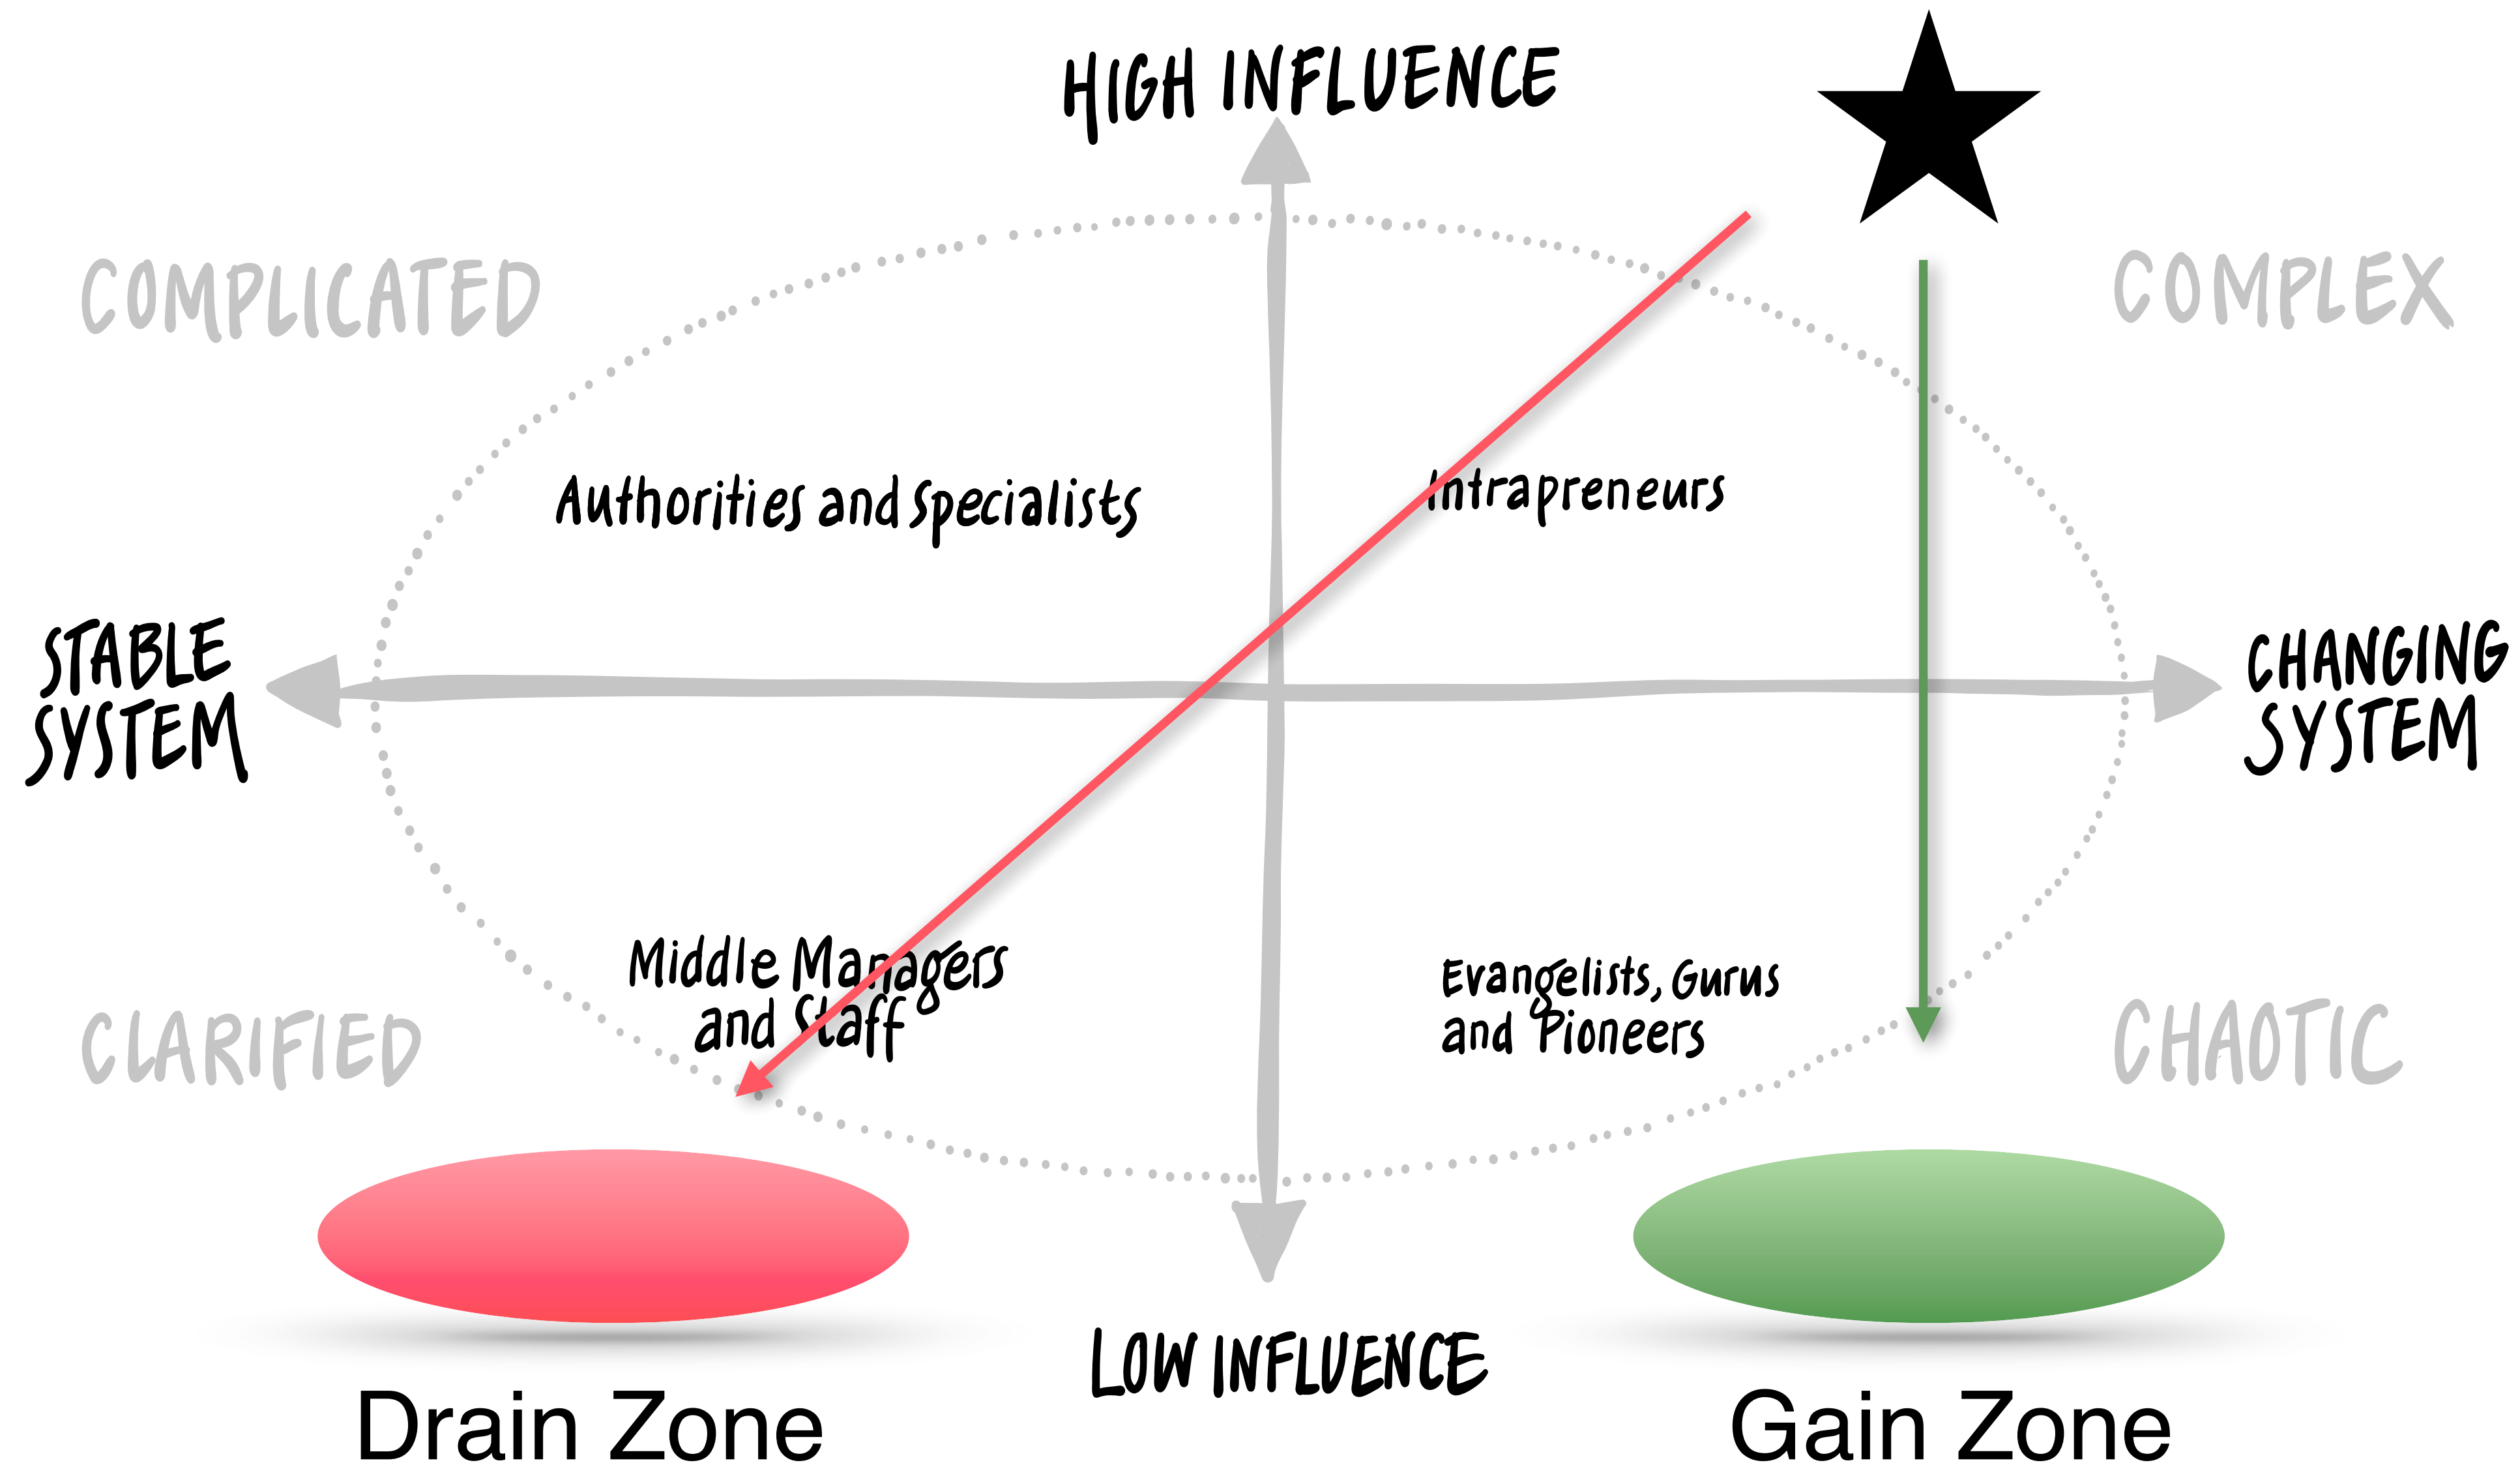 HIGH INFLUENCE
COMPLICATED
COMPLEX
Authorities and Specialists
Intrapreneurs
STABLE
SYSTEM
CHANGING
SYSTEM
Middle Managers
and Staff
Evangelists, Gurus
and Pioneers
CLARIFIED
CHAOTIC
LOW INFLUENCE
Drain Zone
Gain Zone